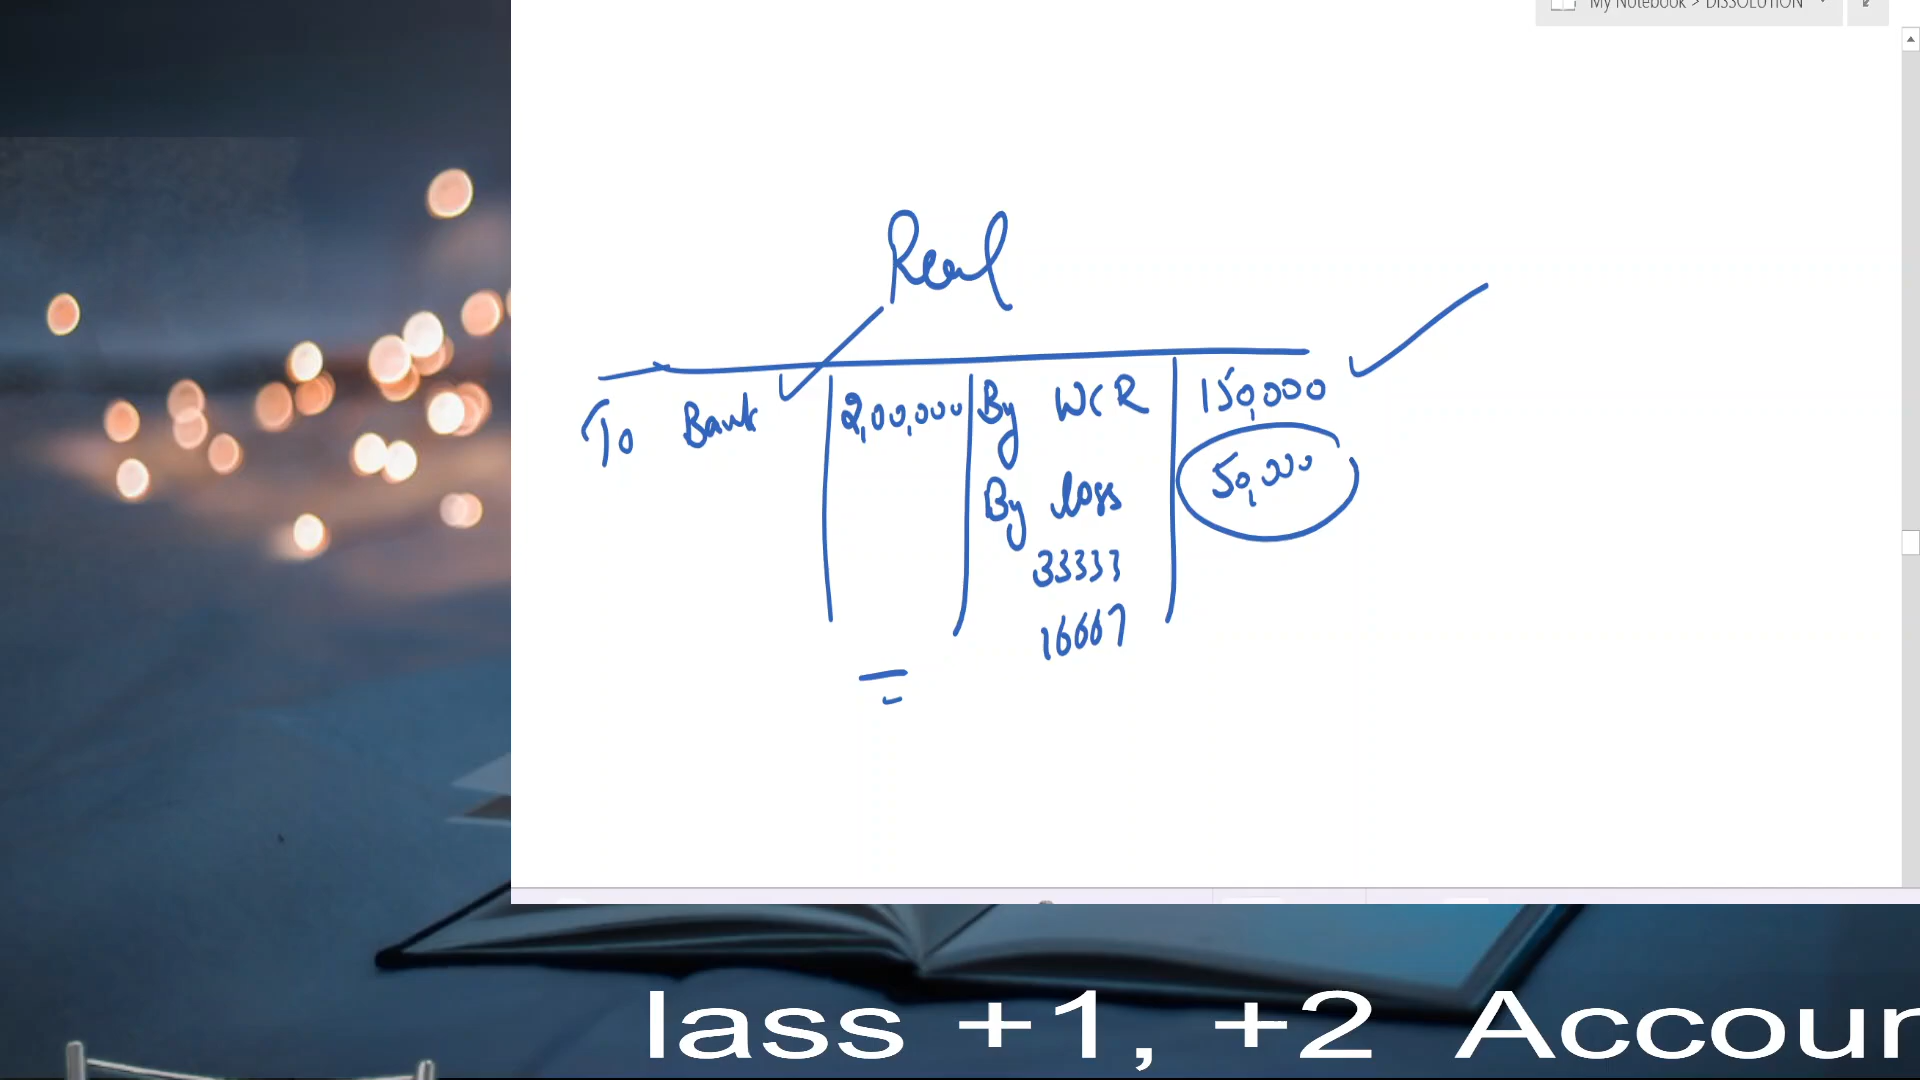 My Notebook > DISSOLUTION
Real
To Bank 2,00,000 By WCR 150,000
By loss 50,000
33333
16667
lass +1, +2 Accoun